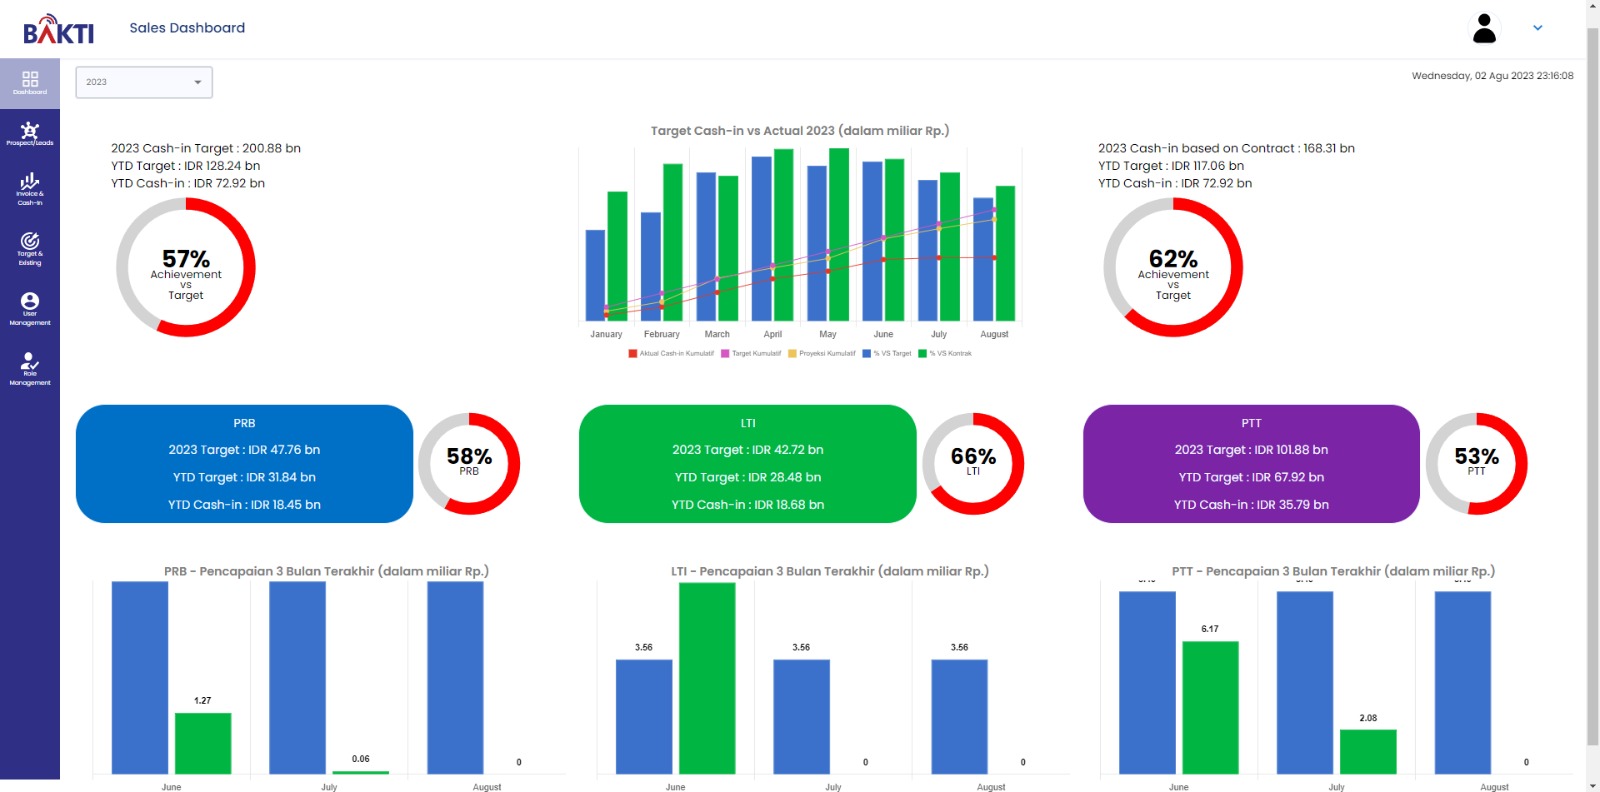 BAKTI
Sales Dashboard
Dashboard
Prospect/Leads
Invoice &
Cash-in
Target &
Existing
User
Management
Role
Management
2023
Wednesday, 02 Agu 2023 23:16:08
2023 Cash-in Target : 200.88 bn
YTD Target : IDR 128.24 bn
YTD Cash-in : IDR 72.92 bn
57%
Achievement
vs
Target
Target Cash-in vs Actual 2023 (dalam miliar Rp.)
January February March April May June July August
Aktual Cash-in Kumulatif Target Kumulatif Proyeksi Kumulatif % VS Target % VS Kontrak
2023 Cash-in based on Contract : 168.31 bn
YTD Target : IDR 117.06 bn
YTD Cash-in : IDR 72.92 bn
62%
Achievement
vs
Target
PRB
2023 Target : IDR 47.76 bn
YTD Target : IDR 31.84 bn
YTD Cash-in : IDR 18.45 bn
58%
PRB
LTI
2023 Target : IDR 42.72 bn
YTD Target : IDR 28.48 bn
YTD Cash-in : IDR 18.68 bn
66%
LTI
PTT
2023 Target : IDR 101.88 bn
YTD Target : IDR 67.92 bn
YTD Cash-in : IDR 35.79 bn
53%
PTT
PRB - Pencapaian 3 Bulan Terakhir (dalam miliar Rp.)
1.27
0.06
0
June July August
LTI - Pencapaian 3 Bulan Terakhir (dalam miliar Rp.)
3.56
3.56
0
3.56
0
June July August
PTT - Pencapaian 3 Bulan Terakhir (dalam miliar Rp.)
6.17
2.08
0
June July August